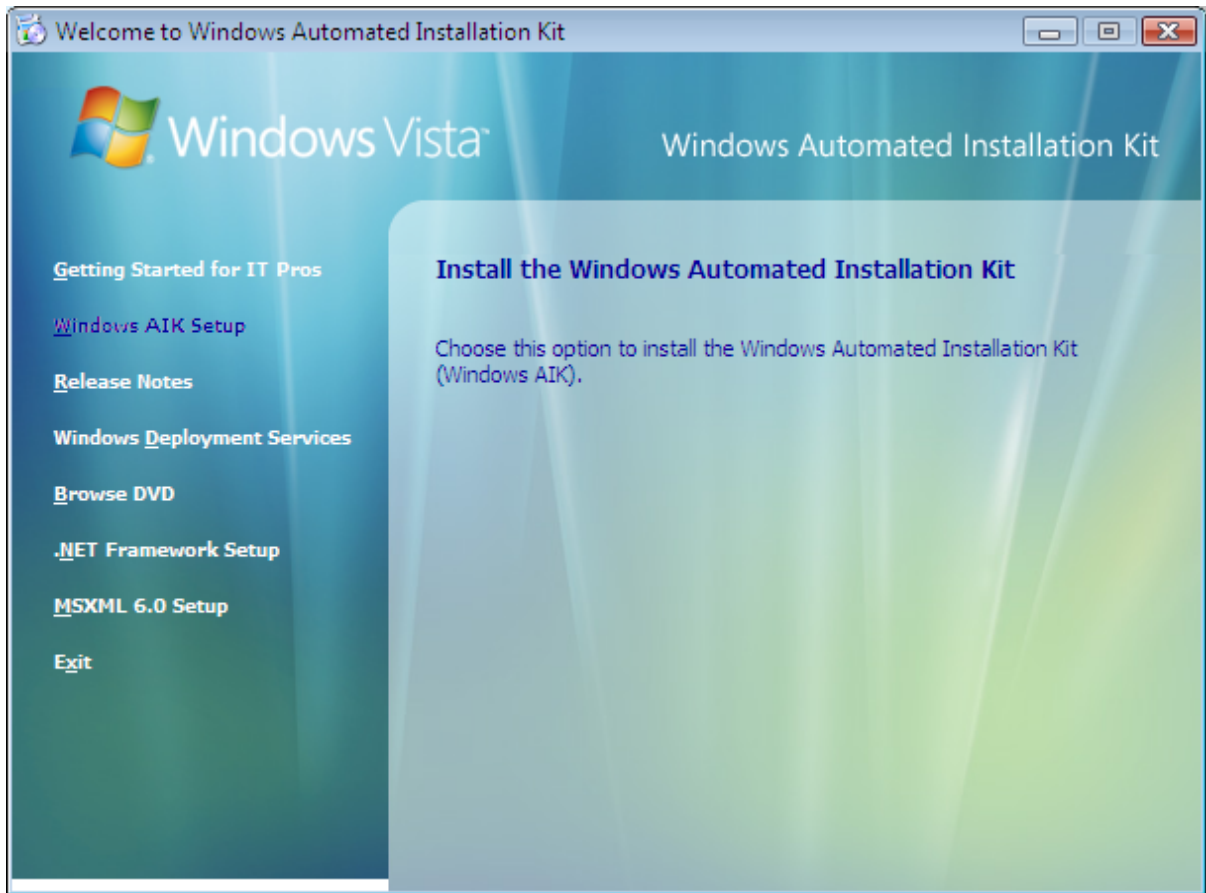 Welcome to Windows Automated Installation Kit
Windows Vista™
Windows Automated Installation Kit
Getting Started for IT Pros
Windows AIK Setup
Release Notes
Windows Deployment Services
Browse DVD
.NET Framework Setup
MSXML 6.0 Setup
Exit
Install the Windows Automated Installation Kit
Choose this option to install the Windows Automated Installation Kit
(Windows AIK).